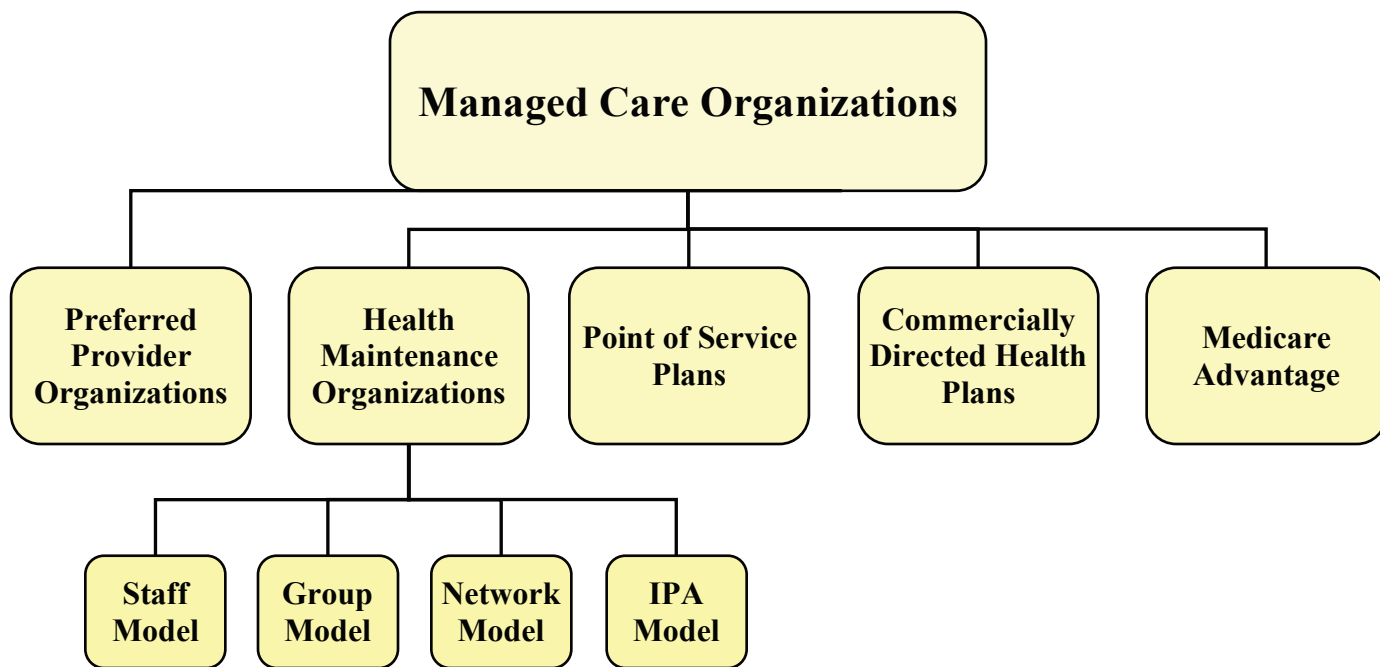 Managed Care Organizations
Preferred
Provider
Organizations
Health
Maintenance
Organizations
Point of Service
Plans
Commercially
Directed Health
Plans
Medicare
Advantage
Staff
Model
Group
Model
Network
Model
IPA
Model